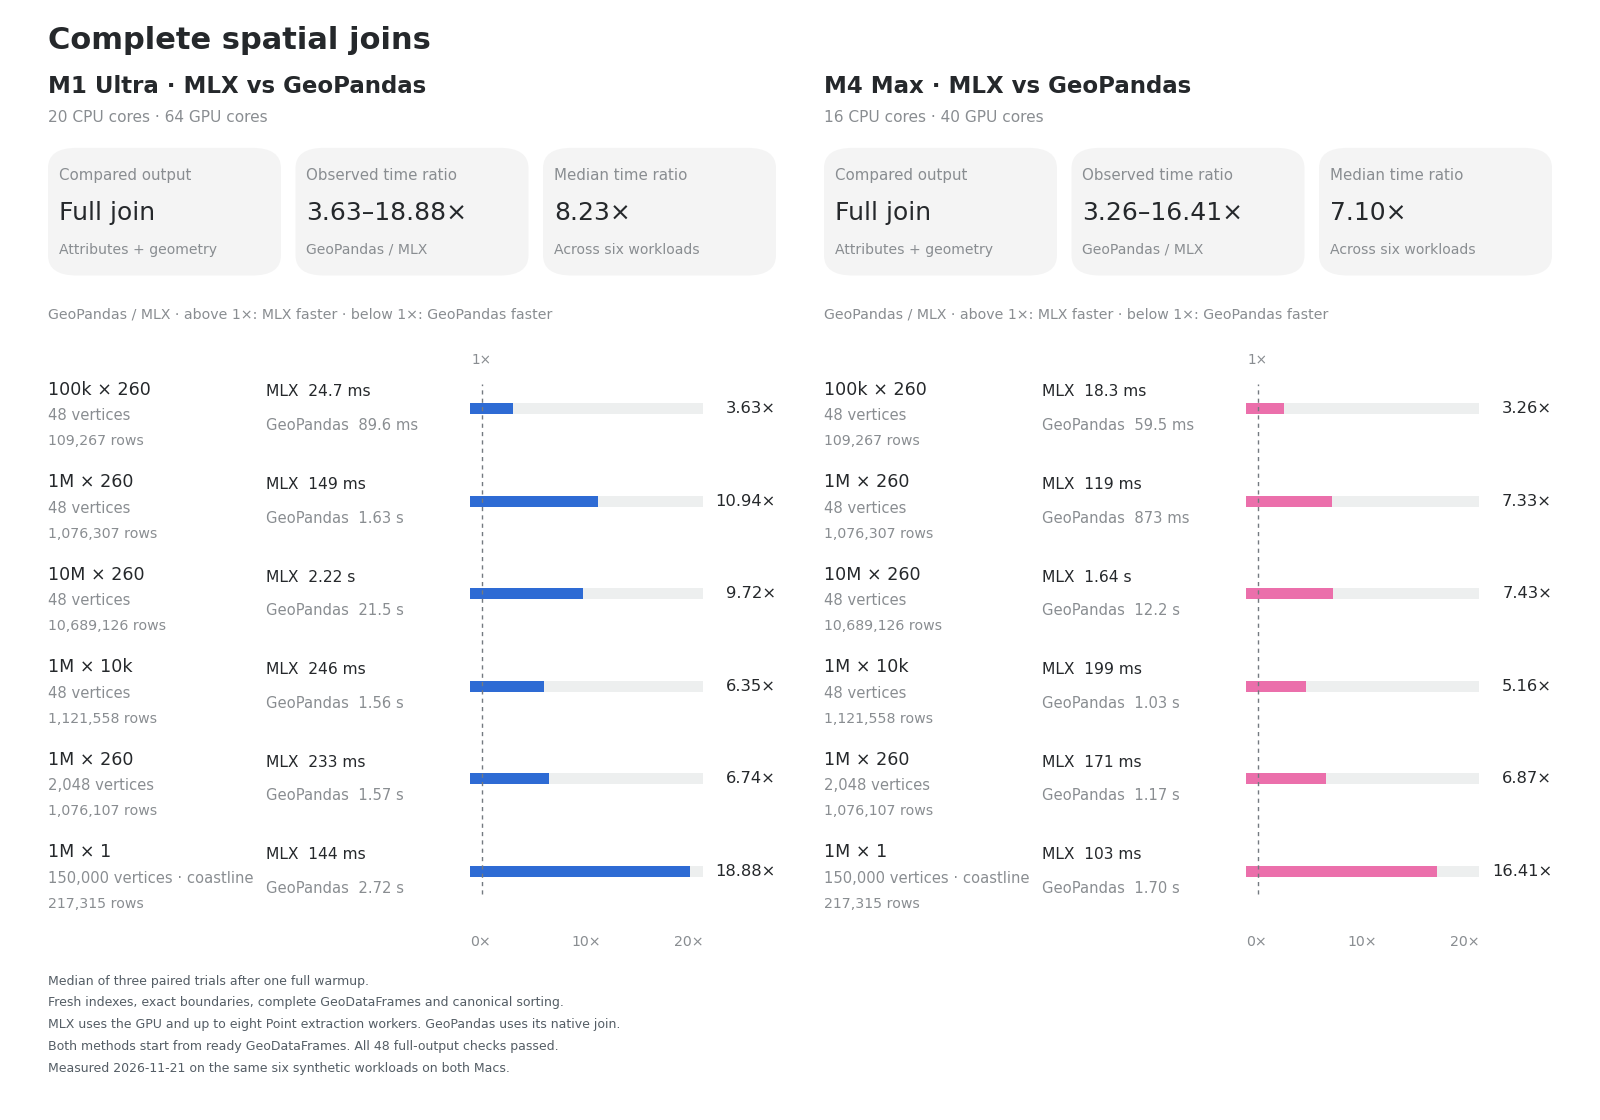 Complete spatial joins
M1 Ultra · MLX vs GeoPandas
20 CPU cores · 64 GPU cores
Compared output
Full join
Attributes + geometry
Observed time ratio
3.63–18.88×
GeoPandas / MLX
Median time ratio
8.23×
Across six workloads
GeoPandas / MLX · above 1×: MLX faster · below 1×: GeoPandas faster
1×
100k × 260
48 vertices
109,267 rows
MLX 24.7 ms
GeoPandas 89.6 ms
3.63×
1M × 260
48 vertices
1,076,307 rows
MLX 149 ms
GeoPandas 1.63 s
10.94×
10M × 260
48 vertices
10,689,126 rows
MLX 2.22 s
GeoPandas 21.5 s
9.72×
1M × 10k
48 vertices
1,121,558 rows
MLX 246 ms
GeoPandas 1.56 s
6.35×
1M × 260
2,048 vertices
1,076,107 rows
MLX 233 ms
GeoPandas 1.57 s
6.74×
1M × 1
150,000 vertices · coastline
217,315 rows
MLX 144 ms
GeoPandas 2.72 s
18.88×
0× 10× 20×
M4 Max · MLX vs GeoPandas
16 CPU cores · 40 GPU cores
Compared output
Full join
Attributes + geometry
Observed time ratio
3.26–16.41×
GeoPandas / MLX
Median time ratio
7.10×
Across six workloads
GeoPandas / MLX · above 1×: MLX faster · below 1×: GeoPandas faster
1×
100k × 260
48 vertices
109,267 rows
MLX 18.3 ms
GeoPandas 59.5 ms
3.26×
1M × 260
48 vertices
1,076,307 rows
MLX 119 ms
GeoPandas 873 ms
7.33×
10M × 260
48 vertices
10,689,126 rows
MLX 1.64 s
GeoPandas 12.2 s
7.43×
1M × 10k
48 vertices
1,121,558 rows
MLX 199 ms
GeoPandas 1.03 s
5.16×
1M × 260
2,048 vertices
1,076,107 rows
MLX 171 ms
GeoPandas 1.17 s
6.87×
1M × 1
150,000 vertices · coastline
217,315 rows
MLX 103 ms
GeoPandas 1.70 s
16.41×
0× 10× 20×
Median of three paired trials after one full warmup.
Fresh indexes, exact boundaries, complete GeoDataFrames and canonical sorting.
MLX uses the GPU and up to eight Point extraction workers. GeoPandas uses its native join.
Both methods start from ready GeoDataFrames. All 48 full-output checks passed.
Measured 2026-11-21 on the same six synthetic workloads on both Macs.